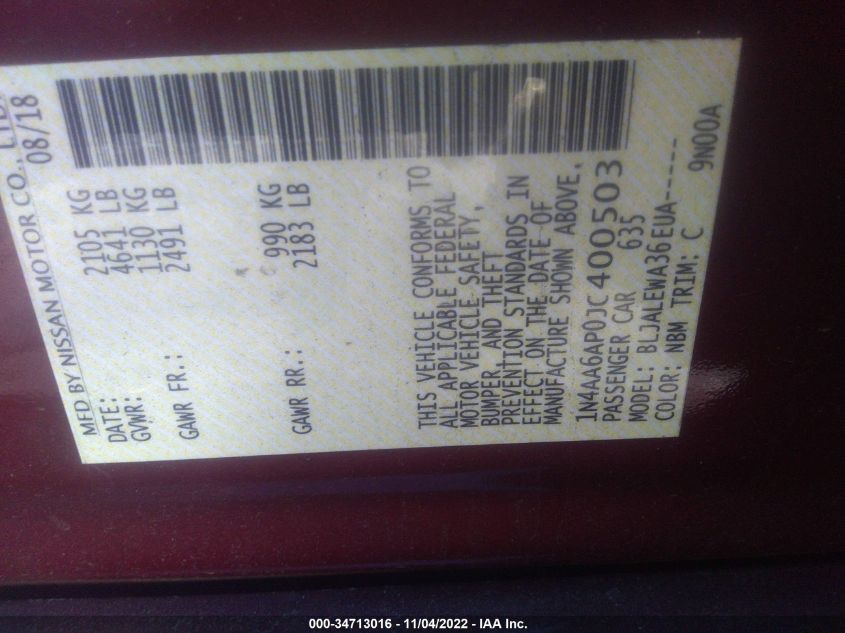 MFD BY NISSAN MOTOR CO., LTD.
DATE: 08/18
GVWR: 2105 KG
4641 LB
GAWR FR.: 1130 KG
2491 LB
GAWR RR.: 990 KG
2183 LB
THIS VEHICLE CONFORMS TO
ALL APPLICABLE FEDERAL
MOTOR VEHICLE SAFETY,
BUMPER, AND THEFT
PREVENTION STANDARDS IN
EFFECT ON THE DATE OF
MANUFACTURE SHOWN ABOVE.
1N4AA6AP0JC400503
PASSENGER CAR 635
MODEL: BLJALEWA36EUA-----
COLOR: NBM TRIM: C 9N00A
000-34713016 - 11/04/2022 - IAA Inc.